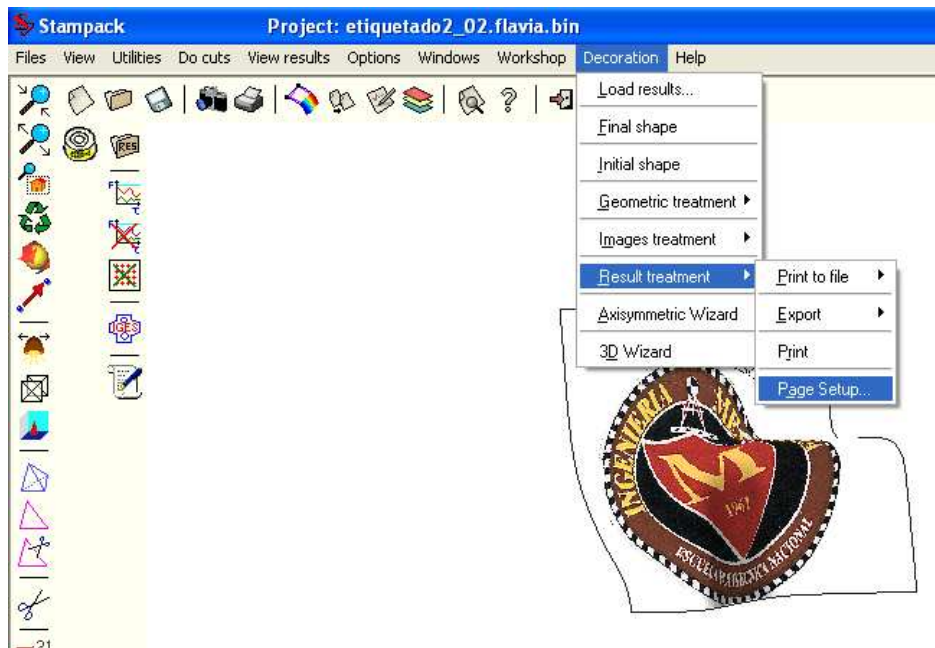 Stampack Project: etiquetado2_02.flavia.bin
Files View Utilities Do cuts View results Options Windows Workshop Decoration Help
Load results...
Final shape
Initial shape
Geometric treatment
Images treatment
Result treatment
Axisymmetric Wizard
3D Wizard
Print to file
Export
Print
Page Setup...
RES
IGES
INGENIERIA
M
1961
NACIONAL